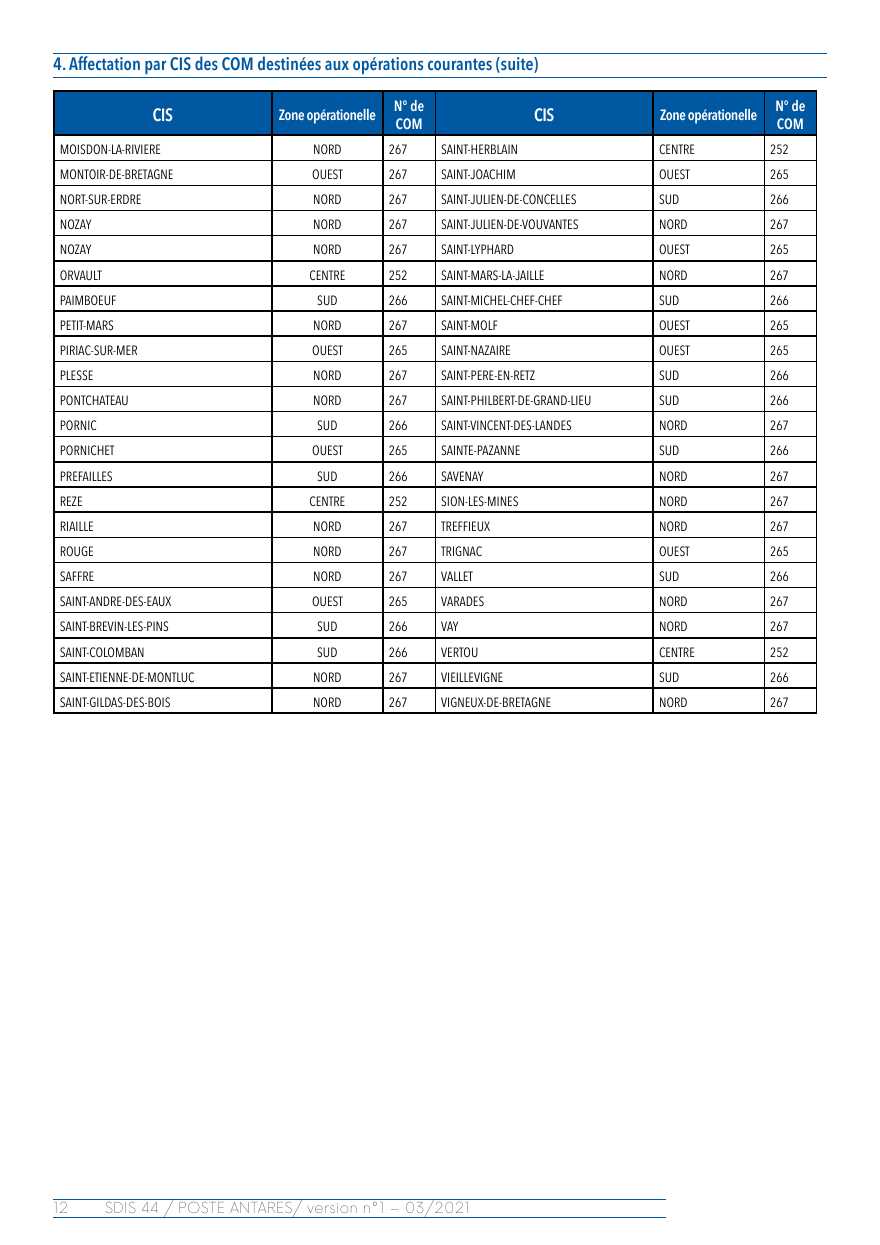 4. Affectation par CIS des COM destinées aux opérations courantes (suite)
CIS Zone opérationelle N° de COM CIS Zone opérationelle N° de COM
MOISDON-LA-RIVIERE NORD 267 SAINT-HERBLAIN CENTRE 252
MONTOIR-DE-BRETAGNE OUEST 267 SAINT-JOACHIM OUEST 265
NORT-SUR-ERDRE NORD 267 SAINT-JULIEN-DE-CONCELLES SUD 266
NOZAY NORD 267 SAINT-JULIEN-DE-VOUVANTES NORD 267
NOZAY NORD 267 SAINT-LYPHARD OUEST 265
ORVAULT CENTRE 252 SAINT-MARS-LA-JAILLE NORD 267
PAIMBOEUF SUD 266 SAINT-MICHEL-CHEF-CHEF SUD 266
PETIT-MARS NORD 267 SAINT-MOLF OUEST 265
PIRIAC-SUR-MER OUEST 265 SAINT-NAZAIRE OUEST 265
PLESSE NORD 267 SAINT-PERE-EN-RETZ SUD 266
PONTCHATEAU NORD 267 SAINT-PHILBERT-DE-GRAND-LIEU SUD 266
PORNIC SUD 266 SAINT-VINCENT-DES-LANDES NORD 267
PORNICHET OUEST 265 SAINTE-PAZANNE SUD 266
PREFAILLES SUD 266 SAVENAY NORD 267
REZE CENTRE 252 SION-LES-MINES NORD 267
RIAILLE NORD 267 TREFFIEUX NORD 267
ROUGE NORD 267 TRIGNAC OUEST 265
SAFFRE NORD 267 VALLET SUD 266
SAINT-ANDRE-DES-EAUX OUEST 265 VARADES NORD 267
SAINT-BREVIN-LES-PINS SUD 266 VAY NORD 267
SAINT-COLOMBAN SUD 266 VERTOU CENTRE 252
SAINT-ETIENNE-DE-MONTLUC NORD 267 VIEILLEVIGNE SUD 266
SAINT-GILDAS-DES-BOIS NORD 267 VIGNEUX-DE-BRETAGNE NORD 267
12 SDIS 44 / POSTE ANTARES/ version n°1 – 03/2021